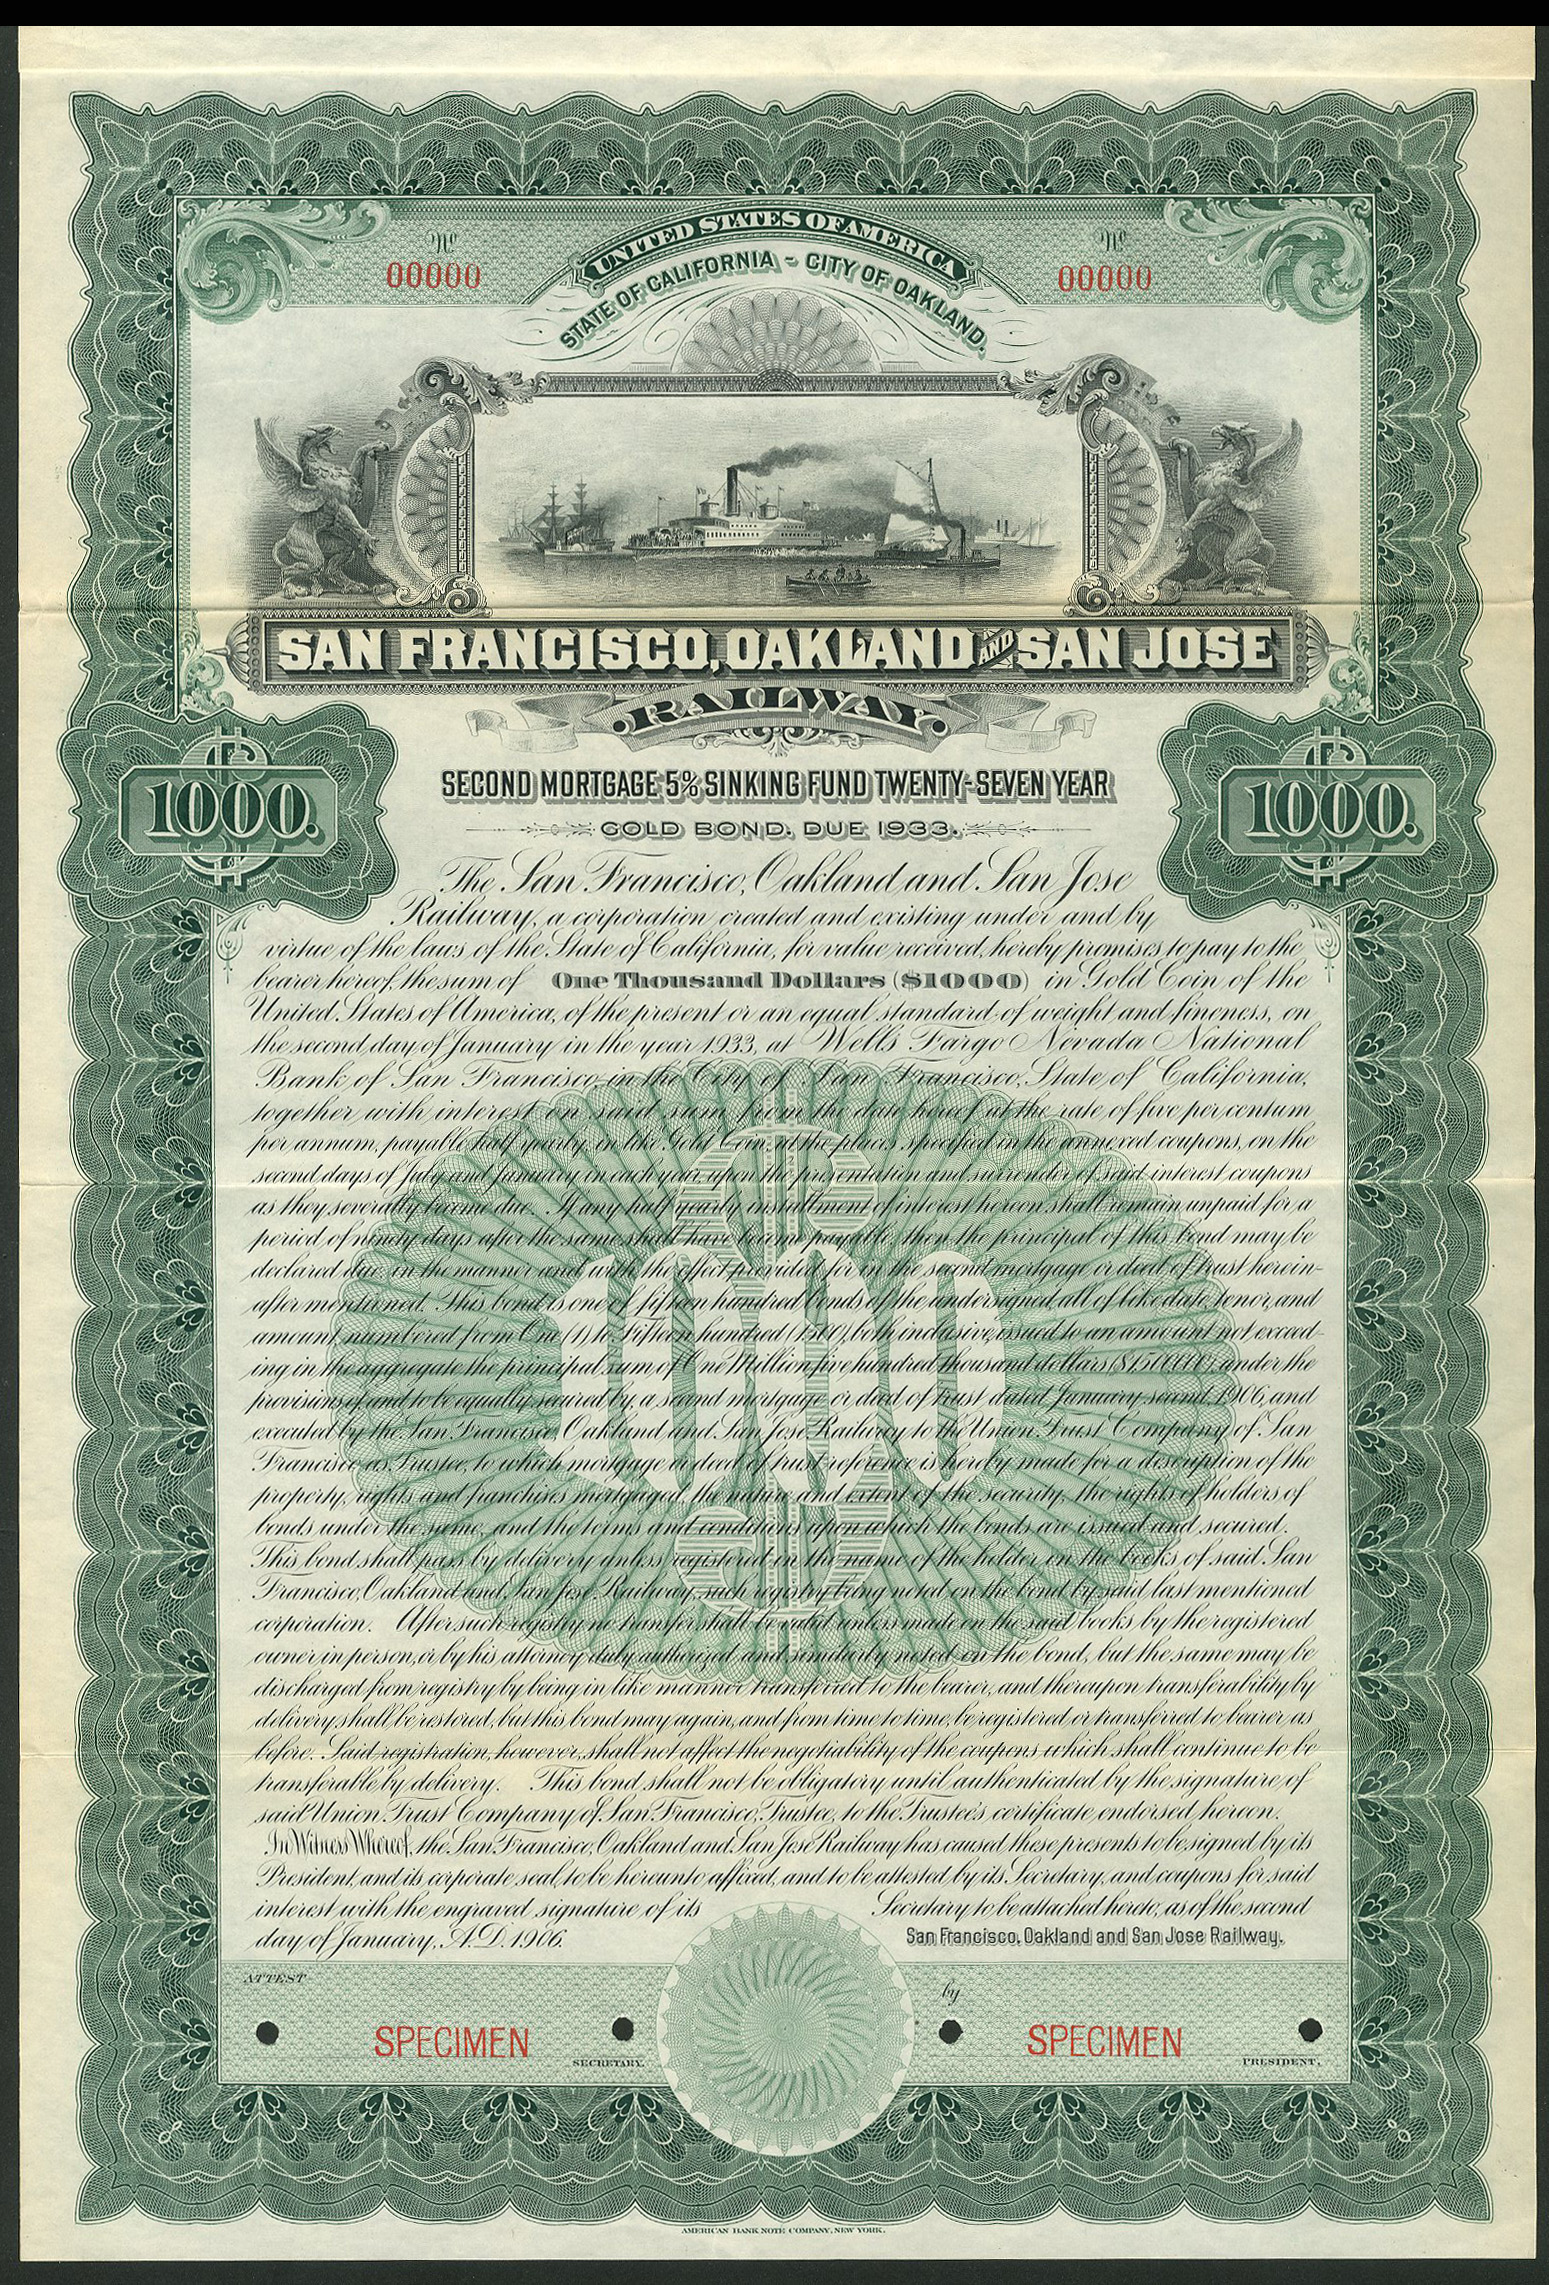 Nº
00000
UNITED STATES OF AMERICA
Nº
00000
STATE OF CALIFORNIA - CITY OF OAKLAND.
SAN FRANCISCO, OAKLAND AND SAN JOSE
RAILWAY.
1000.
1000.
SECOND MORTGAGE 5% SINKING FUND TWENTY-SEVEN YEAR
GOLD BOND. DUE 1933.
The San Francisco, Oakland and San Jose
Railway, a corporation created and existing under and by
virtue of the laws of the State of California, for value received, hereby promises to pay to the
bearer hereof, the sum of One Thousand Dollars ($1000) in Gold Coin of the
United States of America, of the present or an equal standard of weight and fineness, on
the second day of January in the year 1933, at Wells Fargo Nevada National
Bank of San Francisco, in the City of San Francisco, State of California,
together with interest on said sum from the date hereof at the rate of five per centum
per annum, payable half yearly, in like Gold Coin, at the places specified in the annexed coupons, on the
second days of July and January in each year, upon the presentation and surrender of said interest coupons
as they severally become due. If any half yearly installment of interest hereon shall remain unpaid for a
period of ninety days after the same shall have become payable, then the principal of this bond may be
declared due, in the manner and with the effect provided for in the second mortgage or deed of trust herein-
after mentioned. This bond is one of fifteen hundred bonds of the undersigned, all of like date, tenor, and
amount, numbered from One (1) to Fifteen hundred (1500), both inclusive, issued to an amount not exceed-
ing in the aggregate the principal sum of One Million five hundred thousand dollars ($1500000), under the
provisions of and to be equally secured by, a second mortgage or deed of trust dated January second, 1906, and
executed by the San Francisco, Oakland and San Jose Railway to the Union Trust Company of San
Francisco as Trustee, to which mortgage or deed of trust reference is hereby made for a description of the
property, rights and franchises mortgaged, the nature and extent of the security, the rights of holders of
bonds under the same, and the terms and conditions upon which the bonds are issued and secured.
This bond shall pass by delivery unless registered in the name of the holder on the books of said San
Francisco, Oakland and San Jose Railway, such registry being noted on the bond by said last mentioned
corporation. After such registry no transfer shall be valid unless made on the said books by the registered
owner in person, or by his attorney duly authorized and similarly noted on the bond, but the same may be
discharged from registry by being in like manner transferred to the bearer, and thereupon transferability by
delivery shall be restored, but this bond may again, and from time to time, be registered or transferred to bearer as
before. Said registration, however, shall not affect the negotiability of the coupons which shall continue to be
transferable by delivery. This bond shall not be obligatory until authenticated by the signature of
said Union Trust Company of San Francisco, Trustee, to the Trustee's certificate endorsed hereon.
In Witness Whereof, the San Francisco, Oakland and San Jose Railway has caused these presents to be signed by its
President, and its corporate seal, to be hereunto affixed, and to be attested by its Secretary, and coupons for said
interest with the engraved signature of its Secretary to be attached hereto, as of the second
day of January, A.D. 1906.
San Francisco, Oakland and San Jose Railway.
ATTEST
by
SPECIMEN
SECRETARY.
SPECIMEN
PRESIDENT.
AMERICAN BANK NOTE COMPANY, NEW YORK.